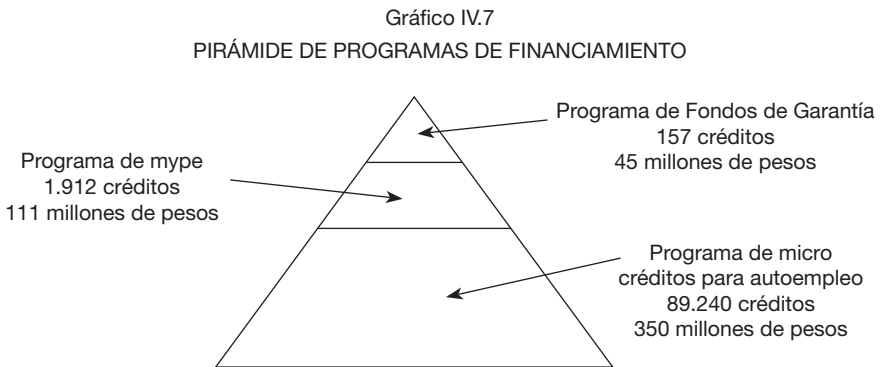 Gráfico IV.7
PIRÁMIDE DE PROGRAMAS DE FINANCIAMIENTO
Programa de Fondos de Garantía
157 créditos
45 millones de pesos
Programa de mype
1.912 créditos
111 millones de pesos
Programa de micro
créditos para autoempleo
89.240 créditos
350 millones de pesos